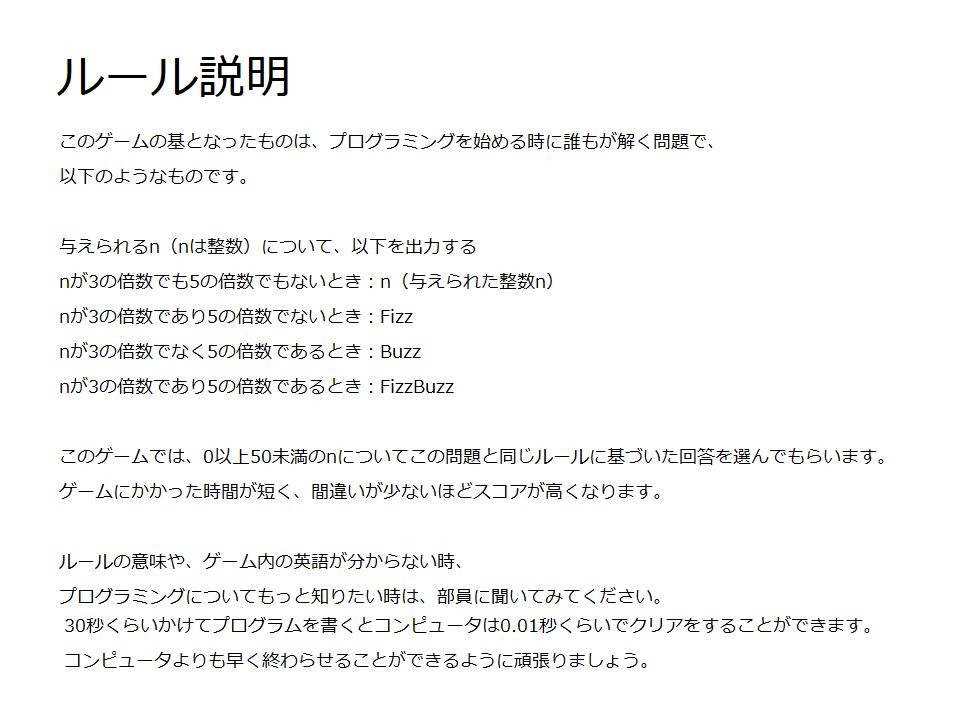 ルール説明
このゲームの基となったものは、プログラミングを始める時に誰もが解く問題で、
以下のようなものです。
与えられるn（nは整数）について、以下を出力する
nが3の倍数でも5の倍数でもないとき：n（与えられた整数n）
nが3の倍数であり5の倍数でないとき：Fizz
nが3の倍数でなく5の倍数であるとき：Buzz
nが3の倍数であり5の倍数であるとき：FizzBuzz
このゲームでは、0以上50未満のnについてこの問題と同じルールに基づいた回答を選んでもらいます。
ゲームにかかった時間が短く、間違いが少ないほどスコアが高くなります。
ルールの意味や、ゲーム内の英語が分からない時、
プログラミングについてもっと知りたい時は、部員に聞いてみてください。
30秒くらいかけてプログラムを書くとコンピュータは0.01秒くらいでクリアをすることができます。
コンピュータよりも早く終わらせることができるように頑張りましょう。